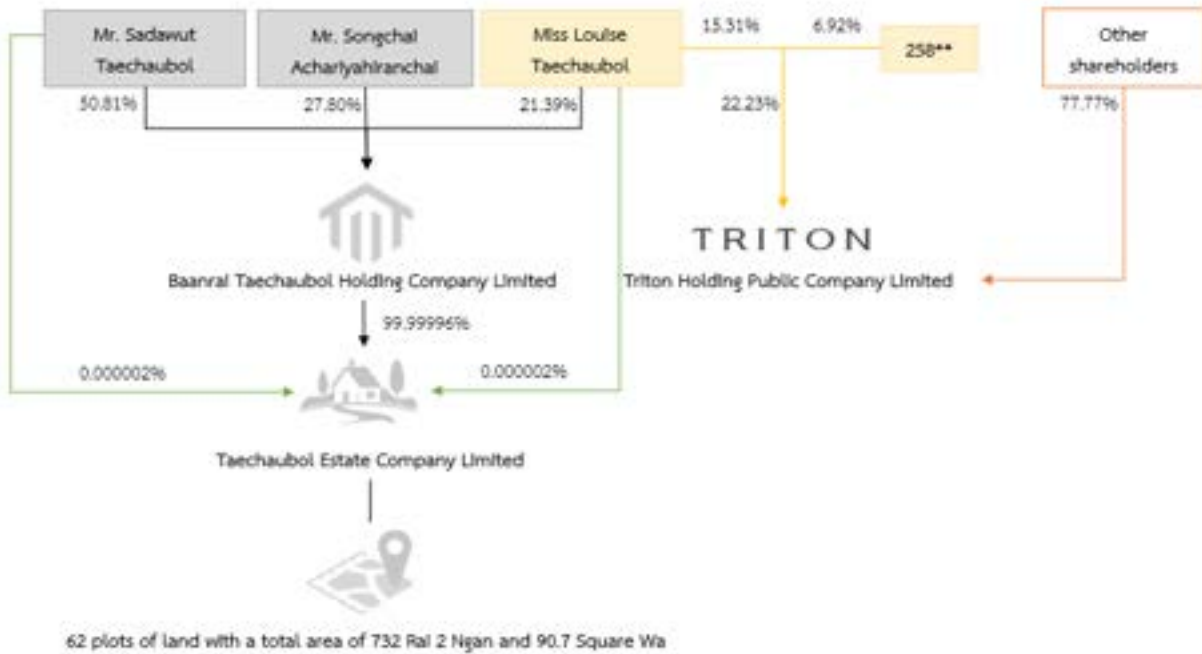 Mr. Sadawut
Taechaubol
Mr. Songchai
Achariyahiranchai
Miss Louise
Taechaubol
15.31%
6.92%
258**
Other
shareholders
50.81%
27.80%
21.39%
22.23%
77.77%
TRITON
Baanrai Taechaubol Holding Company Limited
Triton Holding Public Company Limited
99.99996%
0.000002%
0.000002%
Taechaubol Estate Company Limited
62 plots of land with a total area of 732 Rai 2 Ngan and 90.7 Square Wa